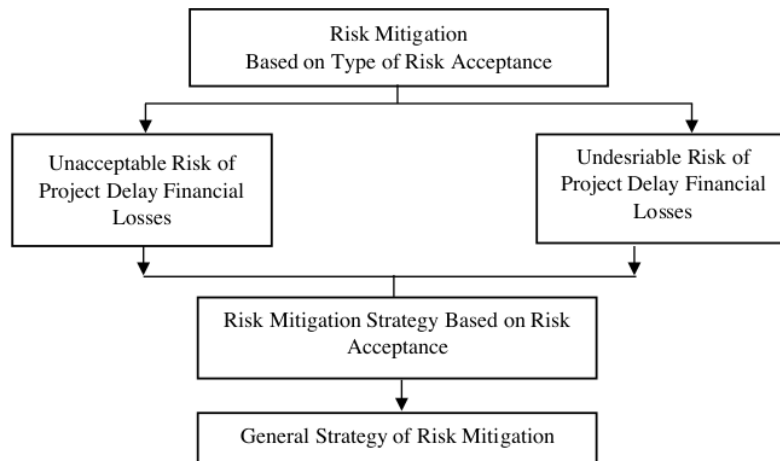 Risk Mitigation
Based on Type of Risk Acceptance
Unacceptable Risk of
Project Delay Financial
Losses
Undesriable Risk of
Project Delay Financial
Losses
Risk Mitigation Strategy Based on Risk
Acceptance
General Strategy of Risk Mitigation